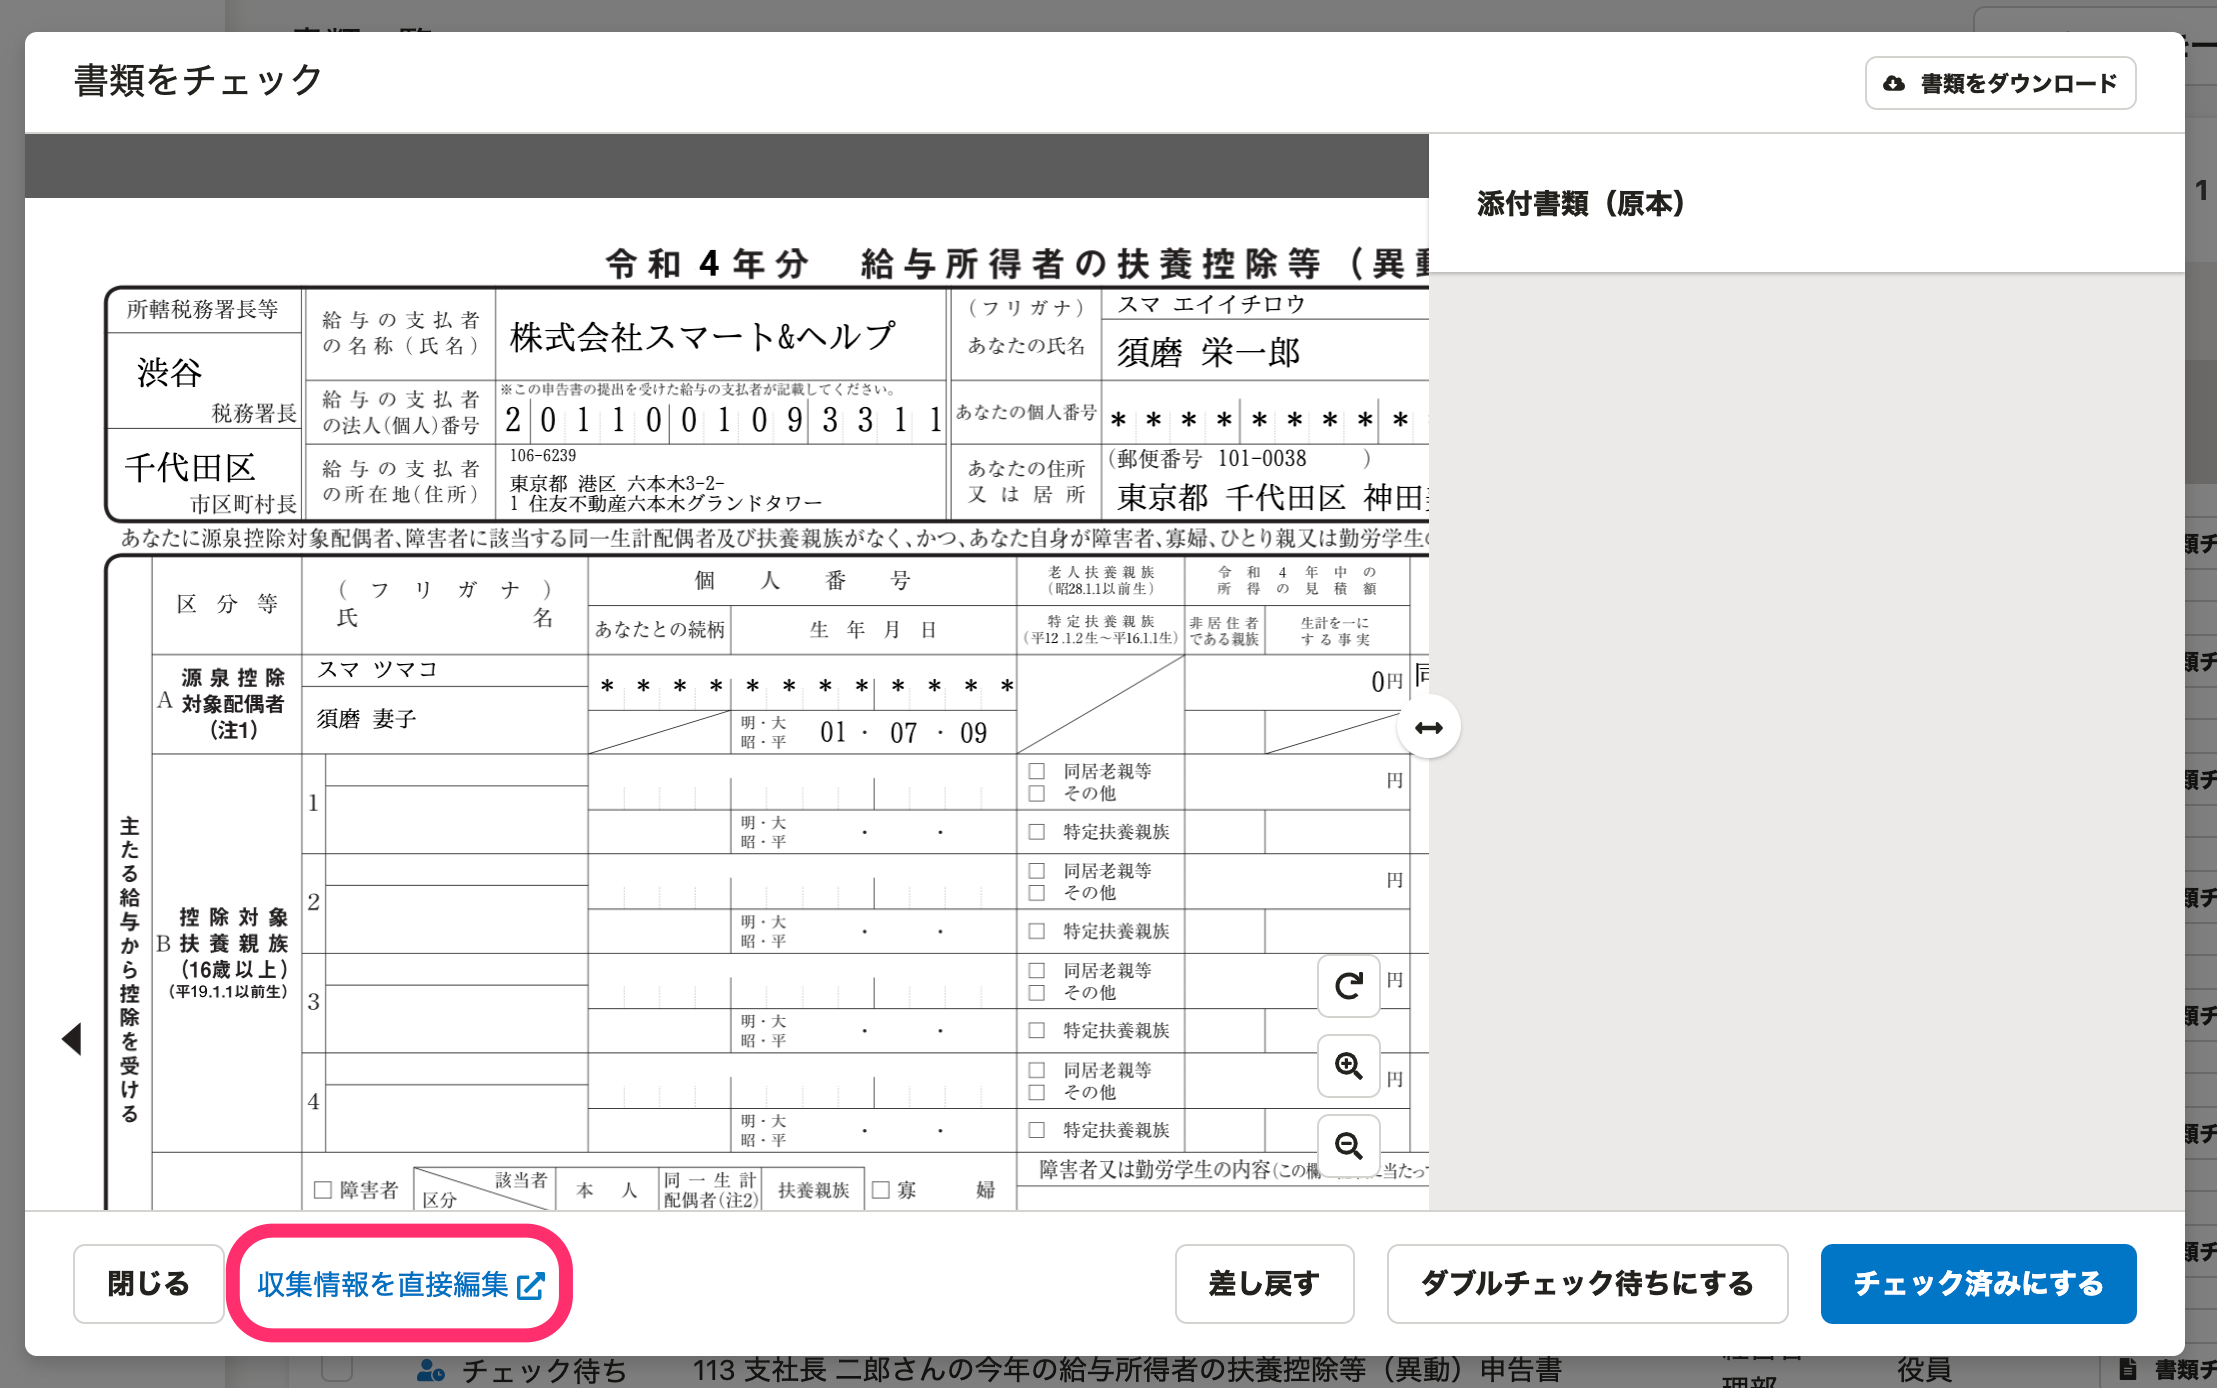 書類をチェック
書類をダウンロード
添付書類（原本）
1
令和 4 年分 給与所得者の扶養控除等（異
所轄税務署長等
渋谷
税務署長
千代田区
市区町村長
給与の支払者
の名称（氏名）
株式会社スマート&ヘルプ
給与の支払者
の法人(個人)番号
※この申告書の提出を受けた給与の支払者が記載してください。
2011001093311
給与の支払者
の所在地(住所)
106-6239
東京都 港区 六本木3-2-
1 住友不動産六本木グランドタワー
(フリガナ)
あなたの氏名
スマ エイイチロウ
須磨 栄一郎
あなたの個人番号
* * * * * * * * *
あなたの住所
又は居所
(郵便番号 101-0038 )
東京都 千代田区 神田
あなたに源泉控除対象配偶者、障害者に該当する同一生計配偶者及び扶養親族がなく、かつ、あなた自身が障害者、寡婦、ひとり親又は勤労学生
主たる給与から控除を受ける
区分等
(フリガナ)
氏名
個人番号
あなたとの続柄
生年月日
老人扶養親族
(昭28.1.1以前生)
特定扶養親族
(平12.1.2生～平16.1.1生)
令和4年中の
所得の見積額
非居住者
である親族
生計を一に
する事実
A
源泉控除
対象配偶者
(注1)
スマ ツマコ
須磨 妻子
* * * * * * * * * * * *
明・大
昭・平
01 ・ 07 ・ 09
0円
同
B
控除対象
扶養親族
(16歳以上)
(平19.1.1以前生)
1
明・大
昭・平
・ ・
□ 同居老親等
□ その他
□ 特定扶養親族
円
2
明・大
昭・平
・ ・
□ 同居老親等
□ その他
□ 特定扶養親族
円
3
明・大
昭・平
・ ・
□ 同居老親等
□ その他
□ 特定扶養親族
円
4
明・大
昭・平
・ ・
□ 同居老親等
□ その他
□ 特定扶養親族
円
□ 障害者
該当者
区分
本人
同一生計
配偶者(注2)
扶養親族
□ 寡婦
障害者又は勤労学生の内容(この欄
当たっ
閉じる
収集情報を直接編集
差し戻す
ダブルチェック待ちにする
チェック済みにする
チェック待ち
113 支社長 二郎さんの今年の給与所得者の扶養控除等（異動）申告書
理部
役員
書類チ